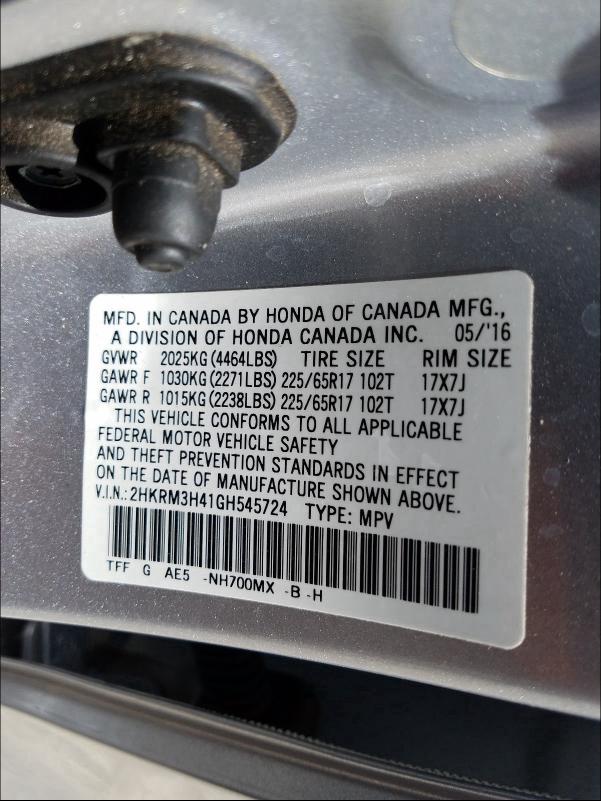 MFD. IN CANADA BY HONDA OF CANADA MFG.,
A DIVISION OF HONDA CANADA INC. 05/'16
GVWR 2025KG(4464LBS) TIRE SIZE RIM SIZE
GAWR F 1030KG(2271LBS) 225/65R17 102T 17X7J
GAWR R 1015KG(2238LBS) 225/65R17 102T 17X7J
THIS VEHICLE CONFORMS TO ALL APPLICABLE
FEDERAL MOTOR VEHICLE SAFETY
AND THEFT PREVENTION STANDARDS IN EFFECT
ON THE DATE OF MANUFACTURE SHOWN ABOVE.
V.I.N.: 2HKRM3H41GH545724 TYPE: MPV
TFF G AE5 -NH700MX -B -H